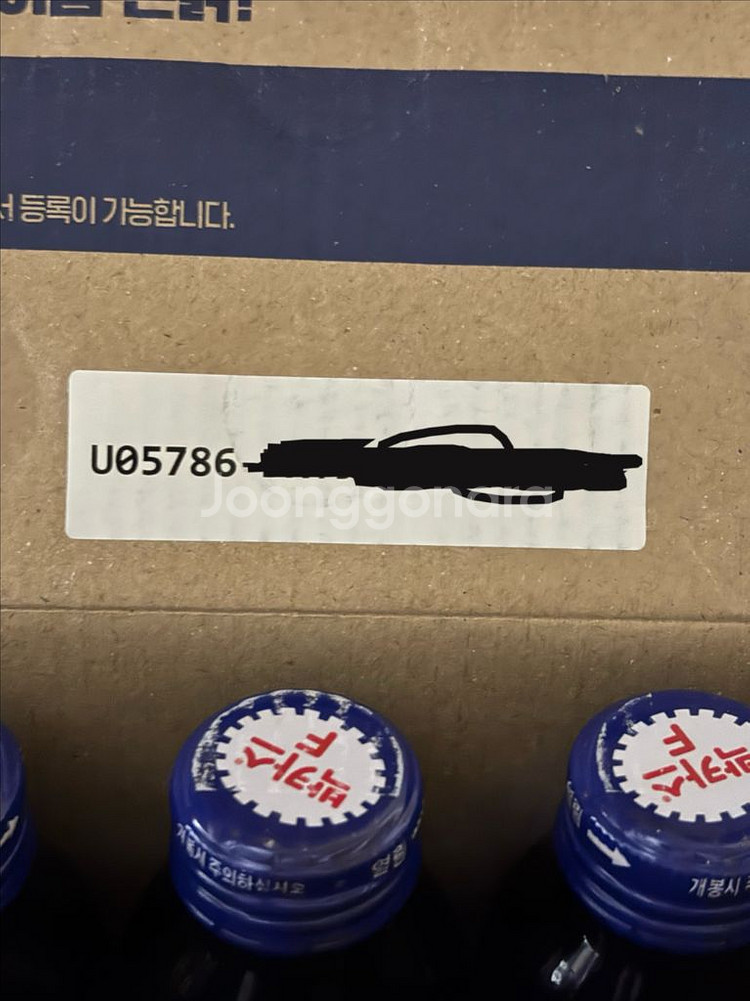 서 등록이 가능합니다.
U05786
Joonggonara
박카스
F
박카스
F
개봉시 주의하십시오
열림
개봉시